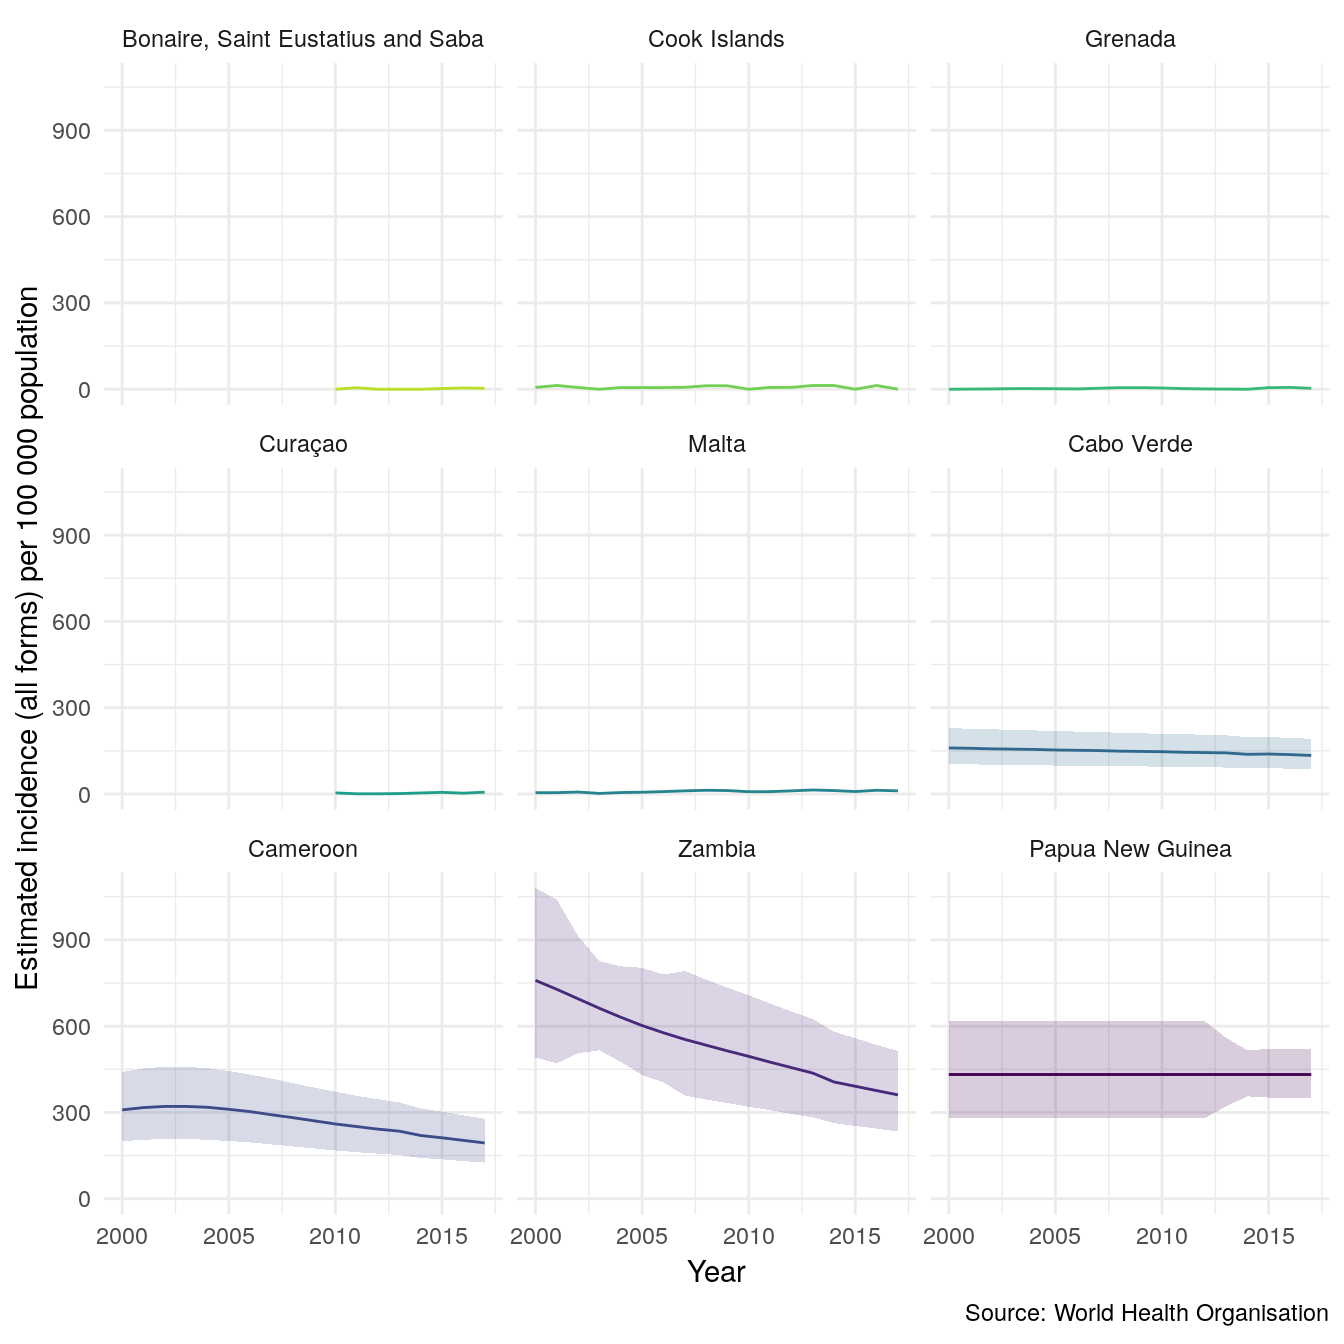 Bonaire, Saint Eustatius and Saba
Cook Islands
Grenada
900
600
300
0
Curaçao
Malta
Cabo Verde
900
600
300
0
Cameroon
Zambia
Papua New Guinea
900
600
300
0
2000 2005 2010 2015
2000 2005 2010 2015
2000 2005 2010 2015
Estimated incidence (all forms) per 100 000 population
Year
Source: World Health Organisation